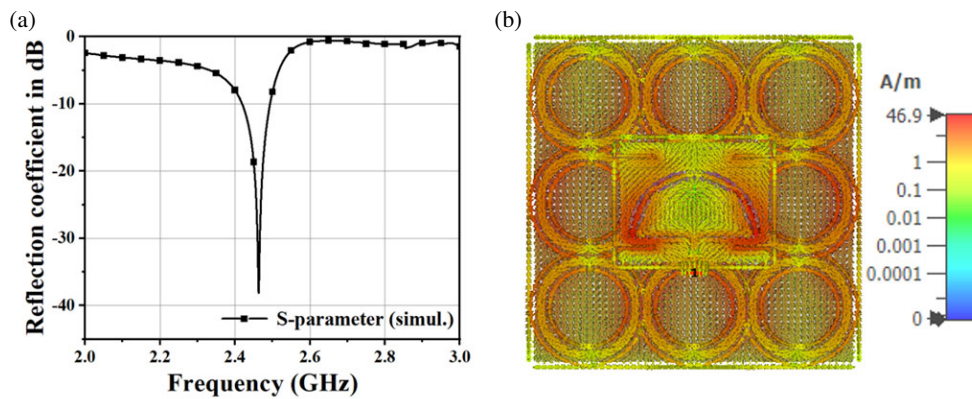 (a)
0
-10
-20
-30
-40
Reflection coefficient in dB
S-parameter (simul.)
2.0 2.2 2.4 2.6 2.8 3.0
Frequency (GHz)
(b)
1
A/m
46.9
1
0.1
0.01
0.001
0.0001
0